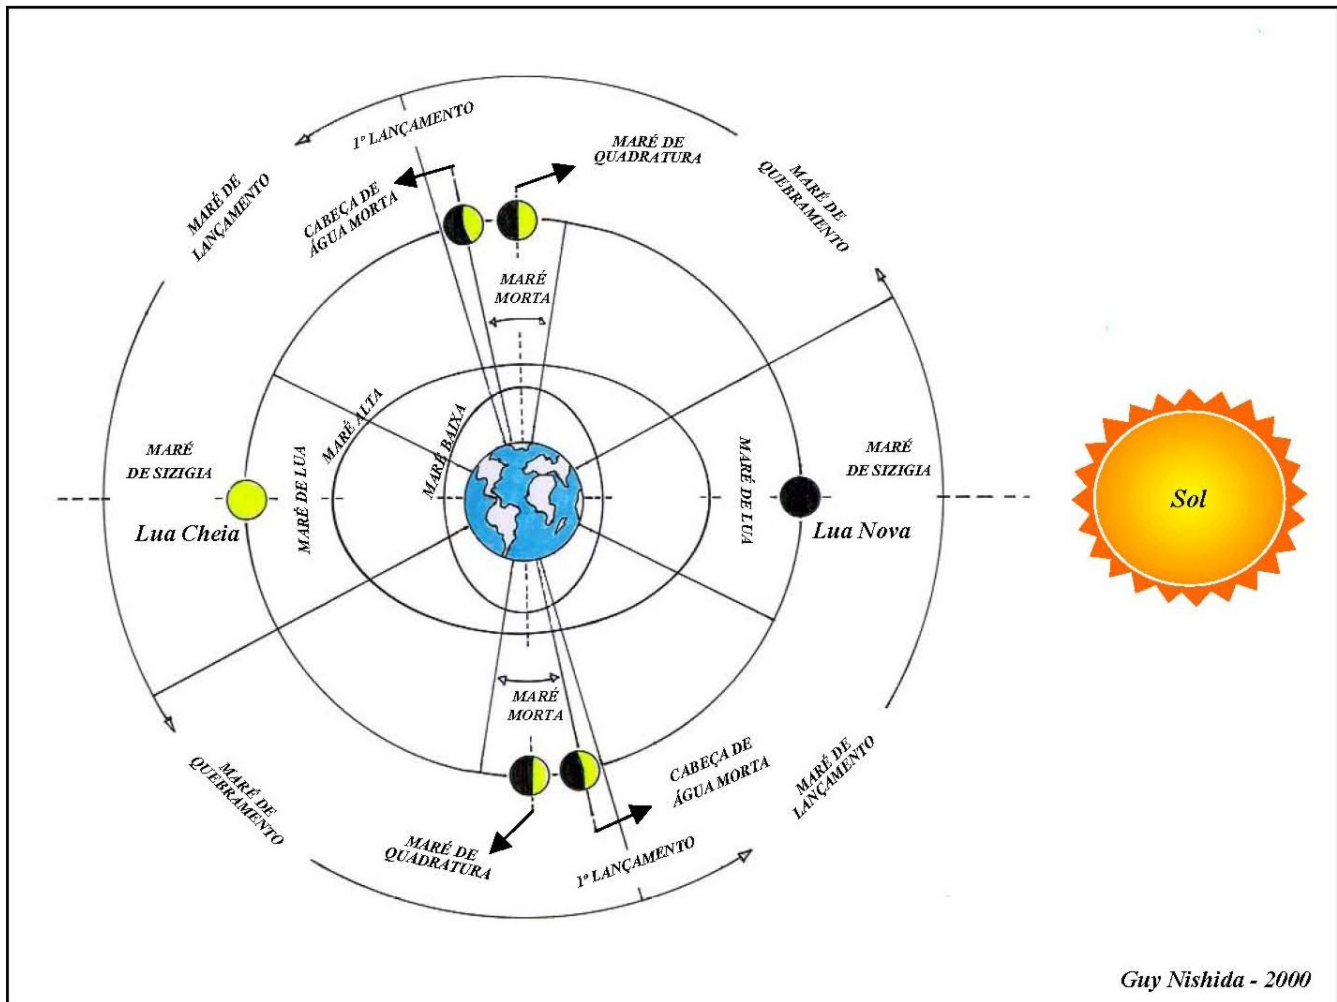 1º LANÇAMENTO
MARÉ DE
QUADRATURA
MARÉ DE
QUEBRAMENTO
MARÉ DE
LANÇAMENTO
CABEÇA DE
ÁGUA MORTA
MARÉ
MORTA
MARÉ ALTA
MARÉ BAIXA
MARÉ
DE SIZIGIA
MARÉ DE LUA
Lua Cheia
MARÉ DE LUA
MARÉ
DE SIZIGIA
Lua Nova
Sol
MARÉ
MORTA
MARÉ DE
QUEBRAMENTO
MARÉ DE
QUADRATURA
CABEÇA DE
ÁGUA MORTA
MARÉ DE
LANÇAMENTO
1º LANÇAMENTO
Guy Nishida - 2000